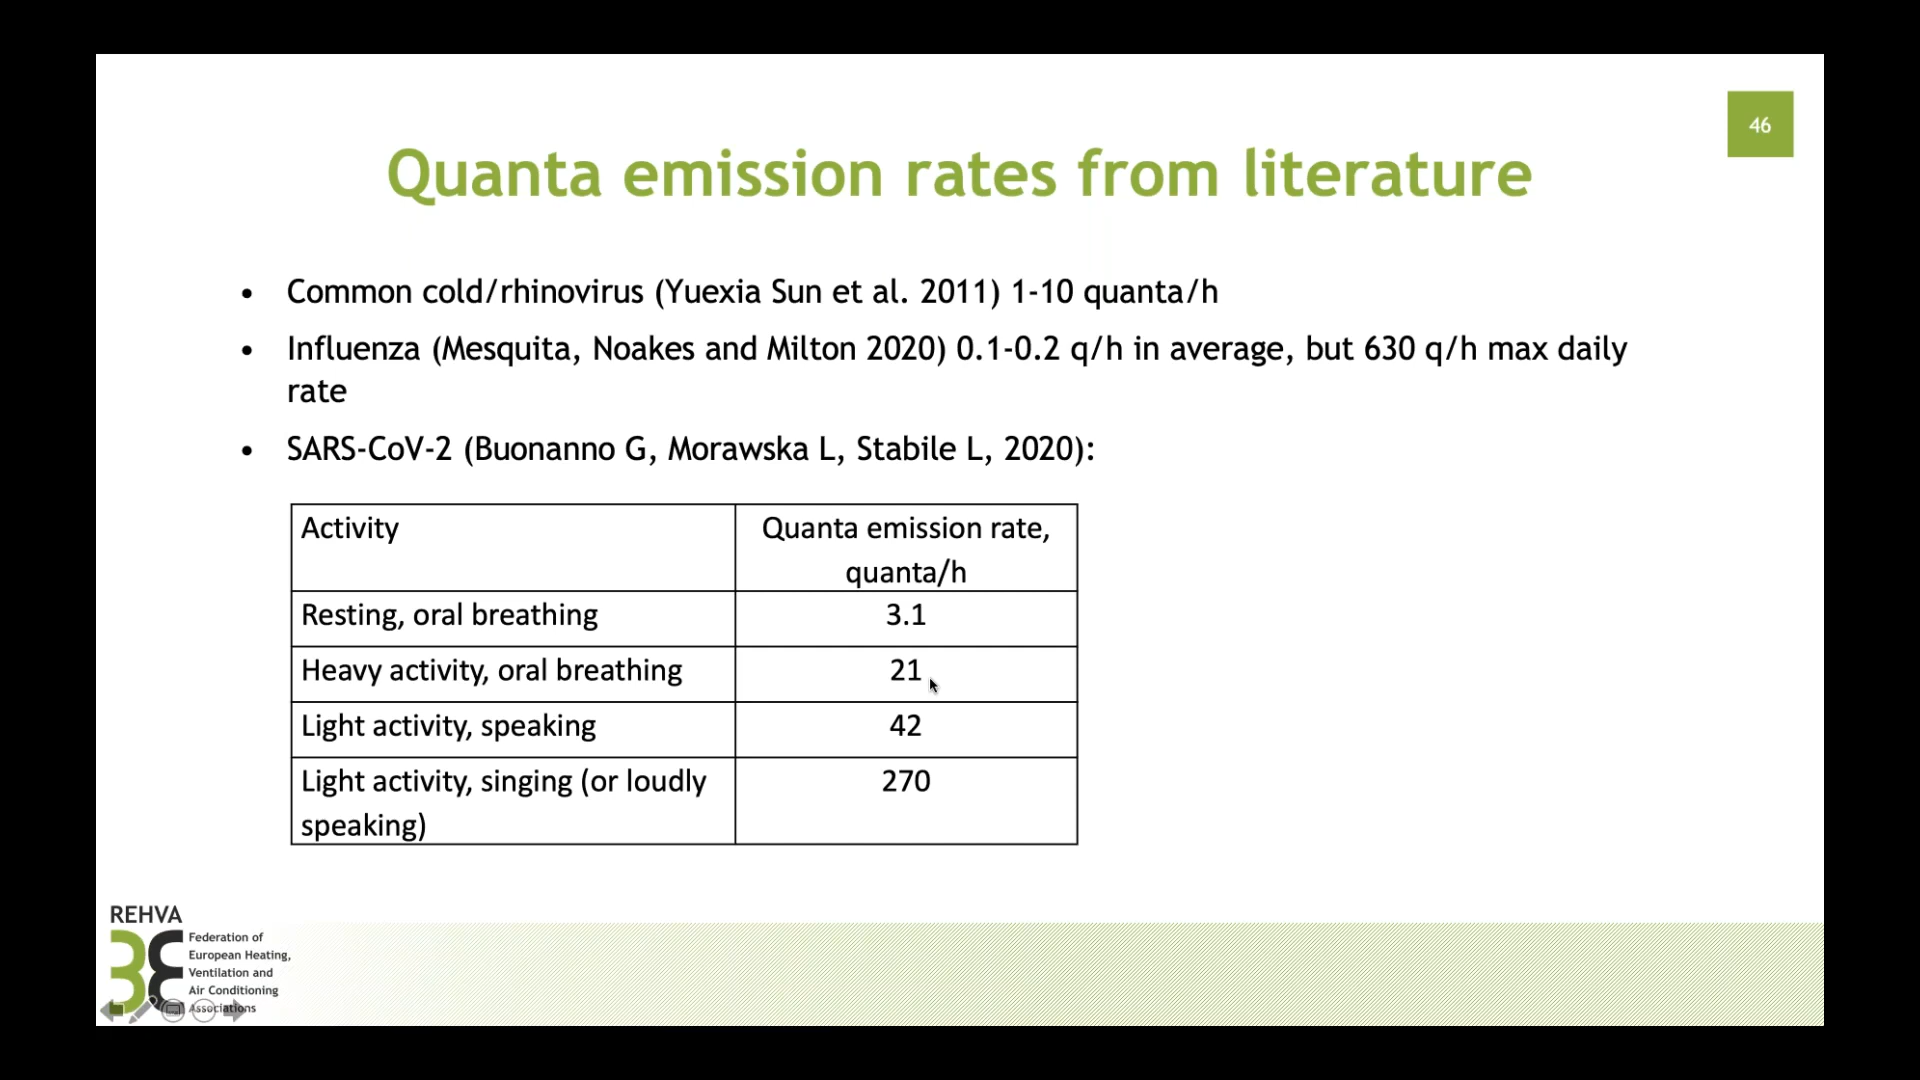 46
Quanta emission rates from literature
• Common cold/rhinovirus (Yuexia Sun et al. 2011) 1-10 quanta/h
• Influenza (Mesquita, Noakes and Milton 2020) 0.1-0.2 q/h in average, but 630 q/h max daily
rate
• SARS-CoV-2 (Buonanno G, Morawska L, Stabile L, 2020):
Activity Quanta emission rate,
quanta/h
Resting, oral breathing 3.1
Heavy activity, oral breathing 21
Light activity, speaking 42
Light activity, singing (or loudly 270
speaking)
REHVA
Federation of
European Heating,
Ventilation and
Air Conditioning
Associations